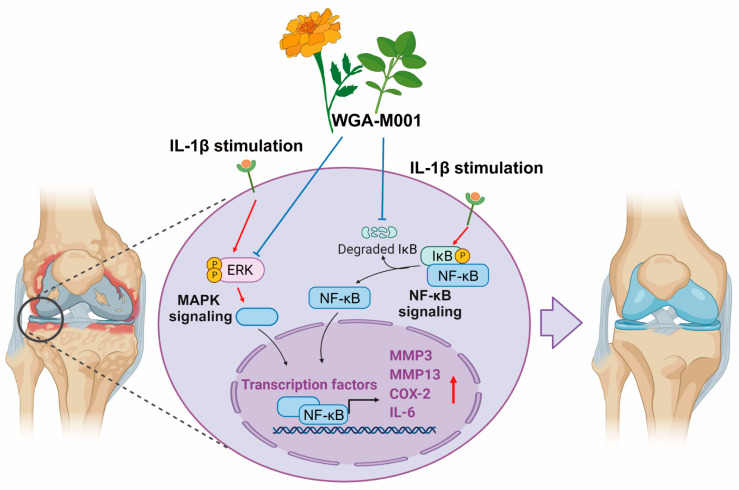 WGA-M001
IL-1β stimulation
IL-1β stimulation
Degraded IκB
IκB
P
NF-κB
P
P
ERK
MAPK
signaling
NF-κB
NF-κB
signaling
Transcription factors
NF-κB
MMP3
MMP13
COX-2
IL-6